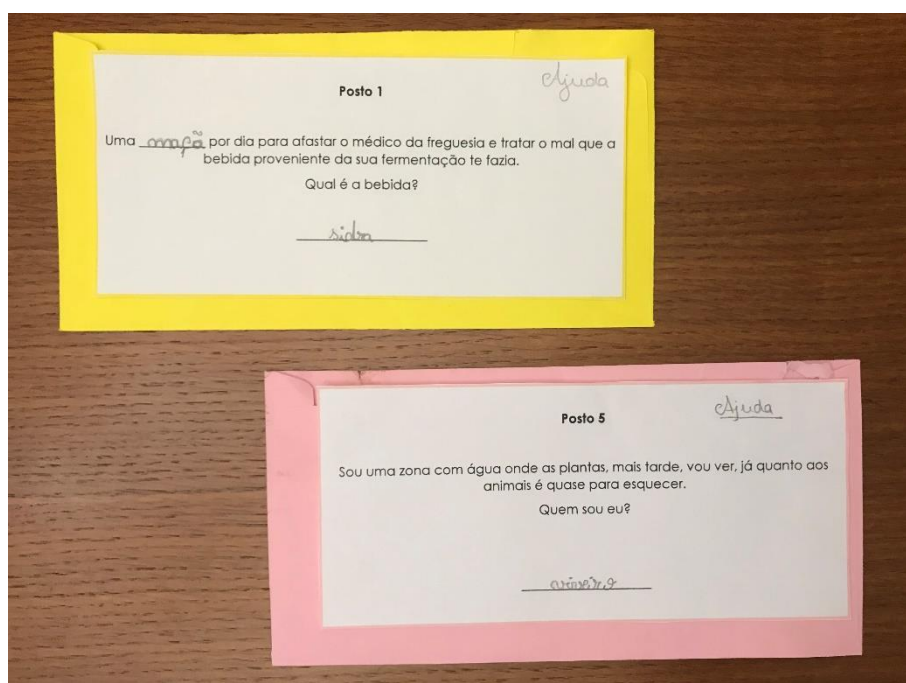 Posto 1 Ajuda
Uma maçã por dia para afastar o médico da freguesia e tratar o mal que a
bebida proveniente da sua fermentação te fazia.
Qual é a bebida?
sidra
Posto 5 Ajuda
Sou uma zona com água onde as plantas, mais tarde, vou ver, já quanto aos
animais é quase para esquecer.
Quem sou eu?
viveiro